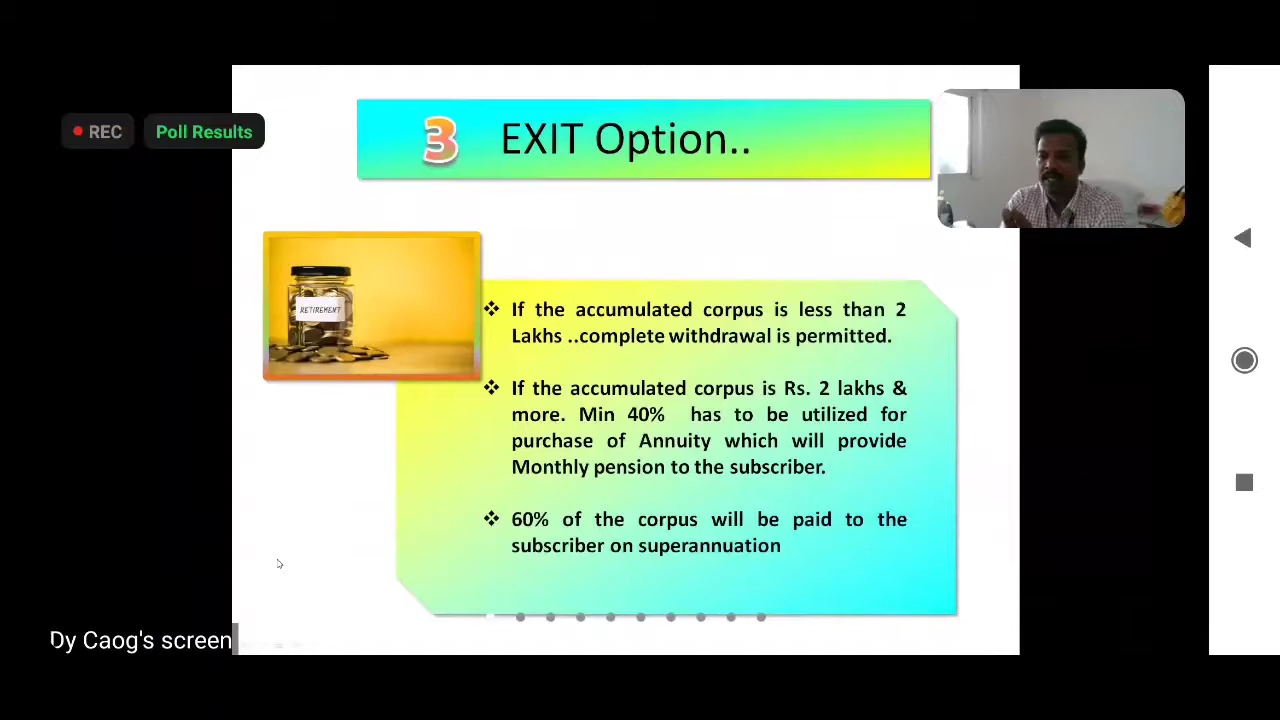 REC
Poll Results
3 EXIT Option..
RETIREMENT
❖ If the accumulated corpus is less than 2
Lakhs ..complete withdrawal is permitted.
❖ If the accumulated corpus is Rs. 2 lakhs &
more. Min 40% has to be utilized for
purchase of Annuity which will provide
Monthly pension to the subscriber.
❖ 60% of the corpus will be paid to the
subscriber on superannuation
Dy Caog's screen